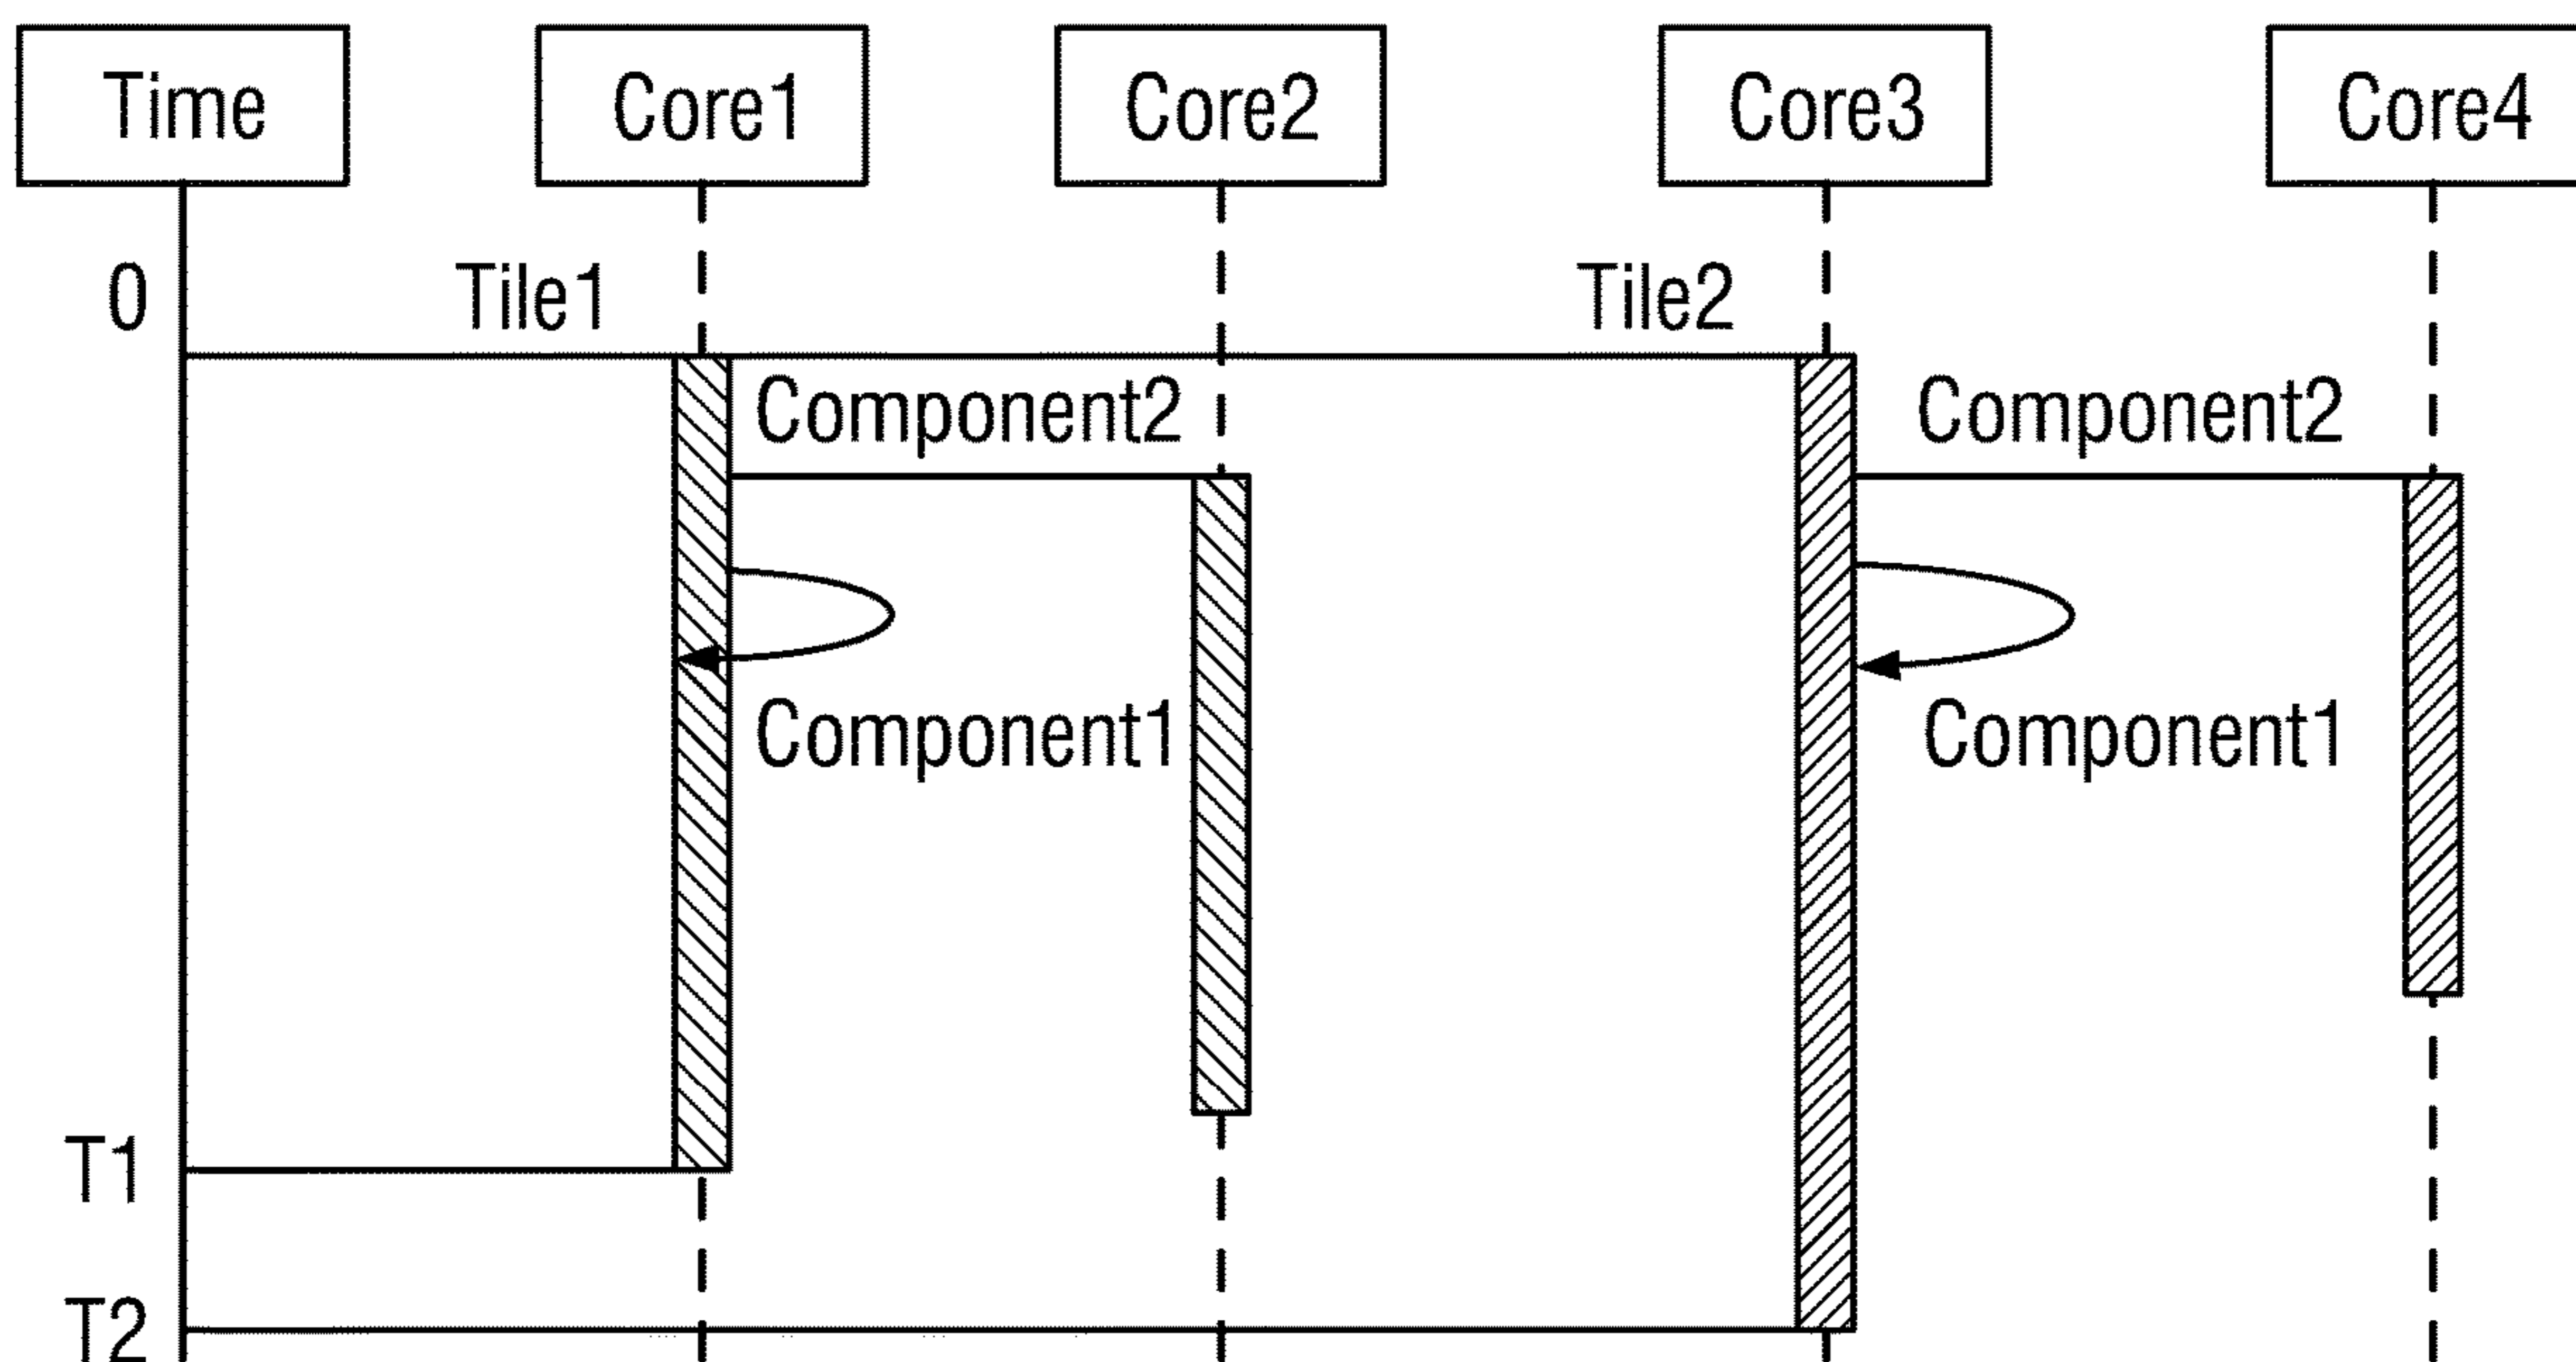 Time Core1 Core2 Core3 Core4
0 Tile1 Tile2
Component2 Component2
Component1 Component1
T1
T2